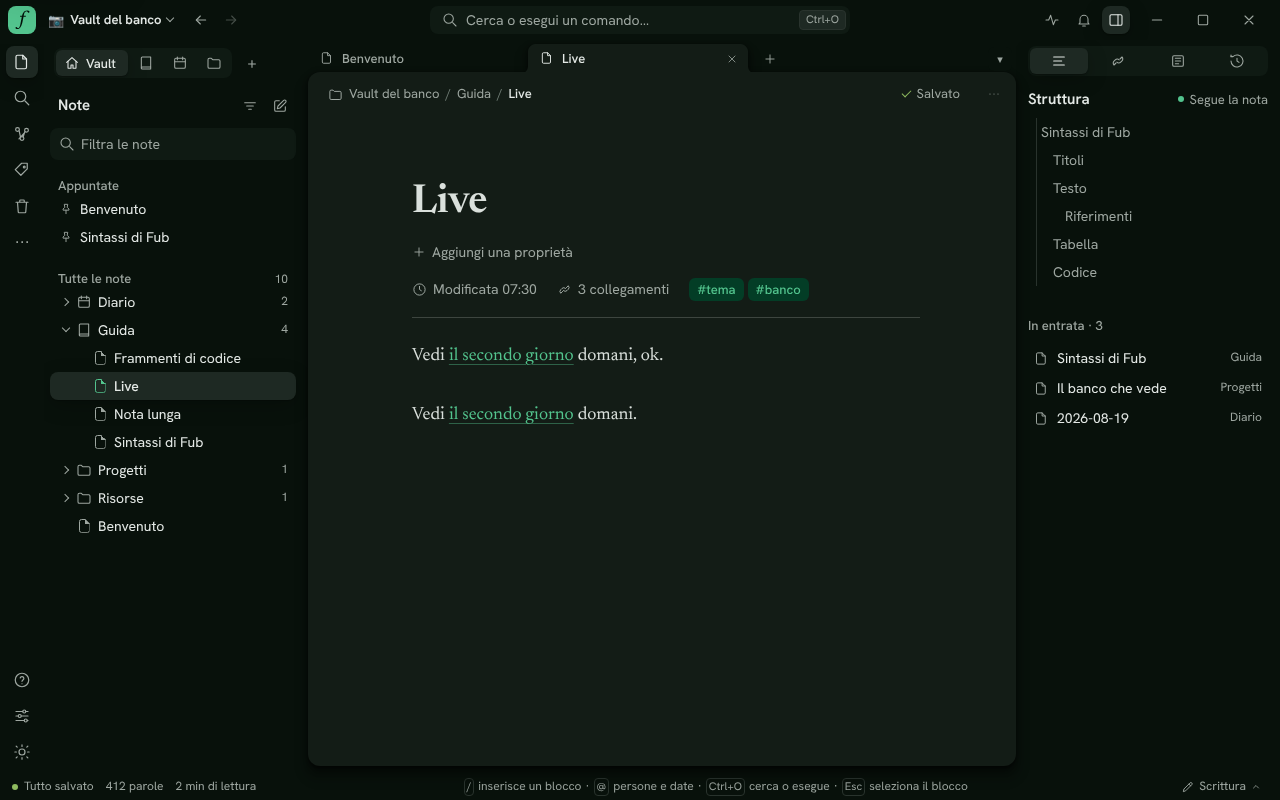 Vault del banco
Cerca o esegui un comando...
Ctrl+O
Vault
Benvenuto
Live
Note
Filtra le note
Appuntate
Benvenuto
Sintassi di Fub
Tutte le note 10
Diario 2
Guida 4
Frammenti di codice
Live
Nota lunga
Sintassi di Fub
Progetti 1
Risorse 1
Benvenuto
Vault del banco / Guida / Live
Salvato
Live
Aggiungi una proprietà
Modificata 07:30 3 collegamenti #tema #banco
Vedi il secondo giorno domani, ok.
Vedi il secondo giorno domani.
Struttura
Segue la nota
Sintassi di Fub
Titoli
Testo
Riferimenti
Tabella
Codice
In entrata · 3
Sintassi di Fub Guida
Il banco che vede Progetti
2026-08-19 Diario
Tutto salvato 412 parole 2 min di lettura
/ inserisce un blocco · @ persone e date · Ctrl+O cerca o esegue · Esc seleziona il blocco
Scrittura